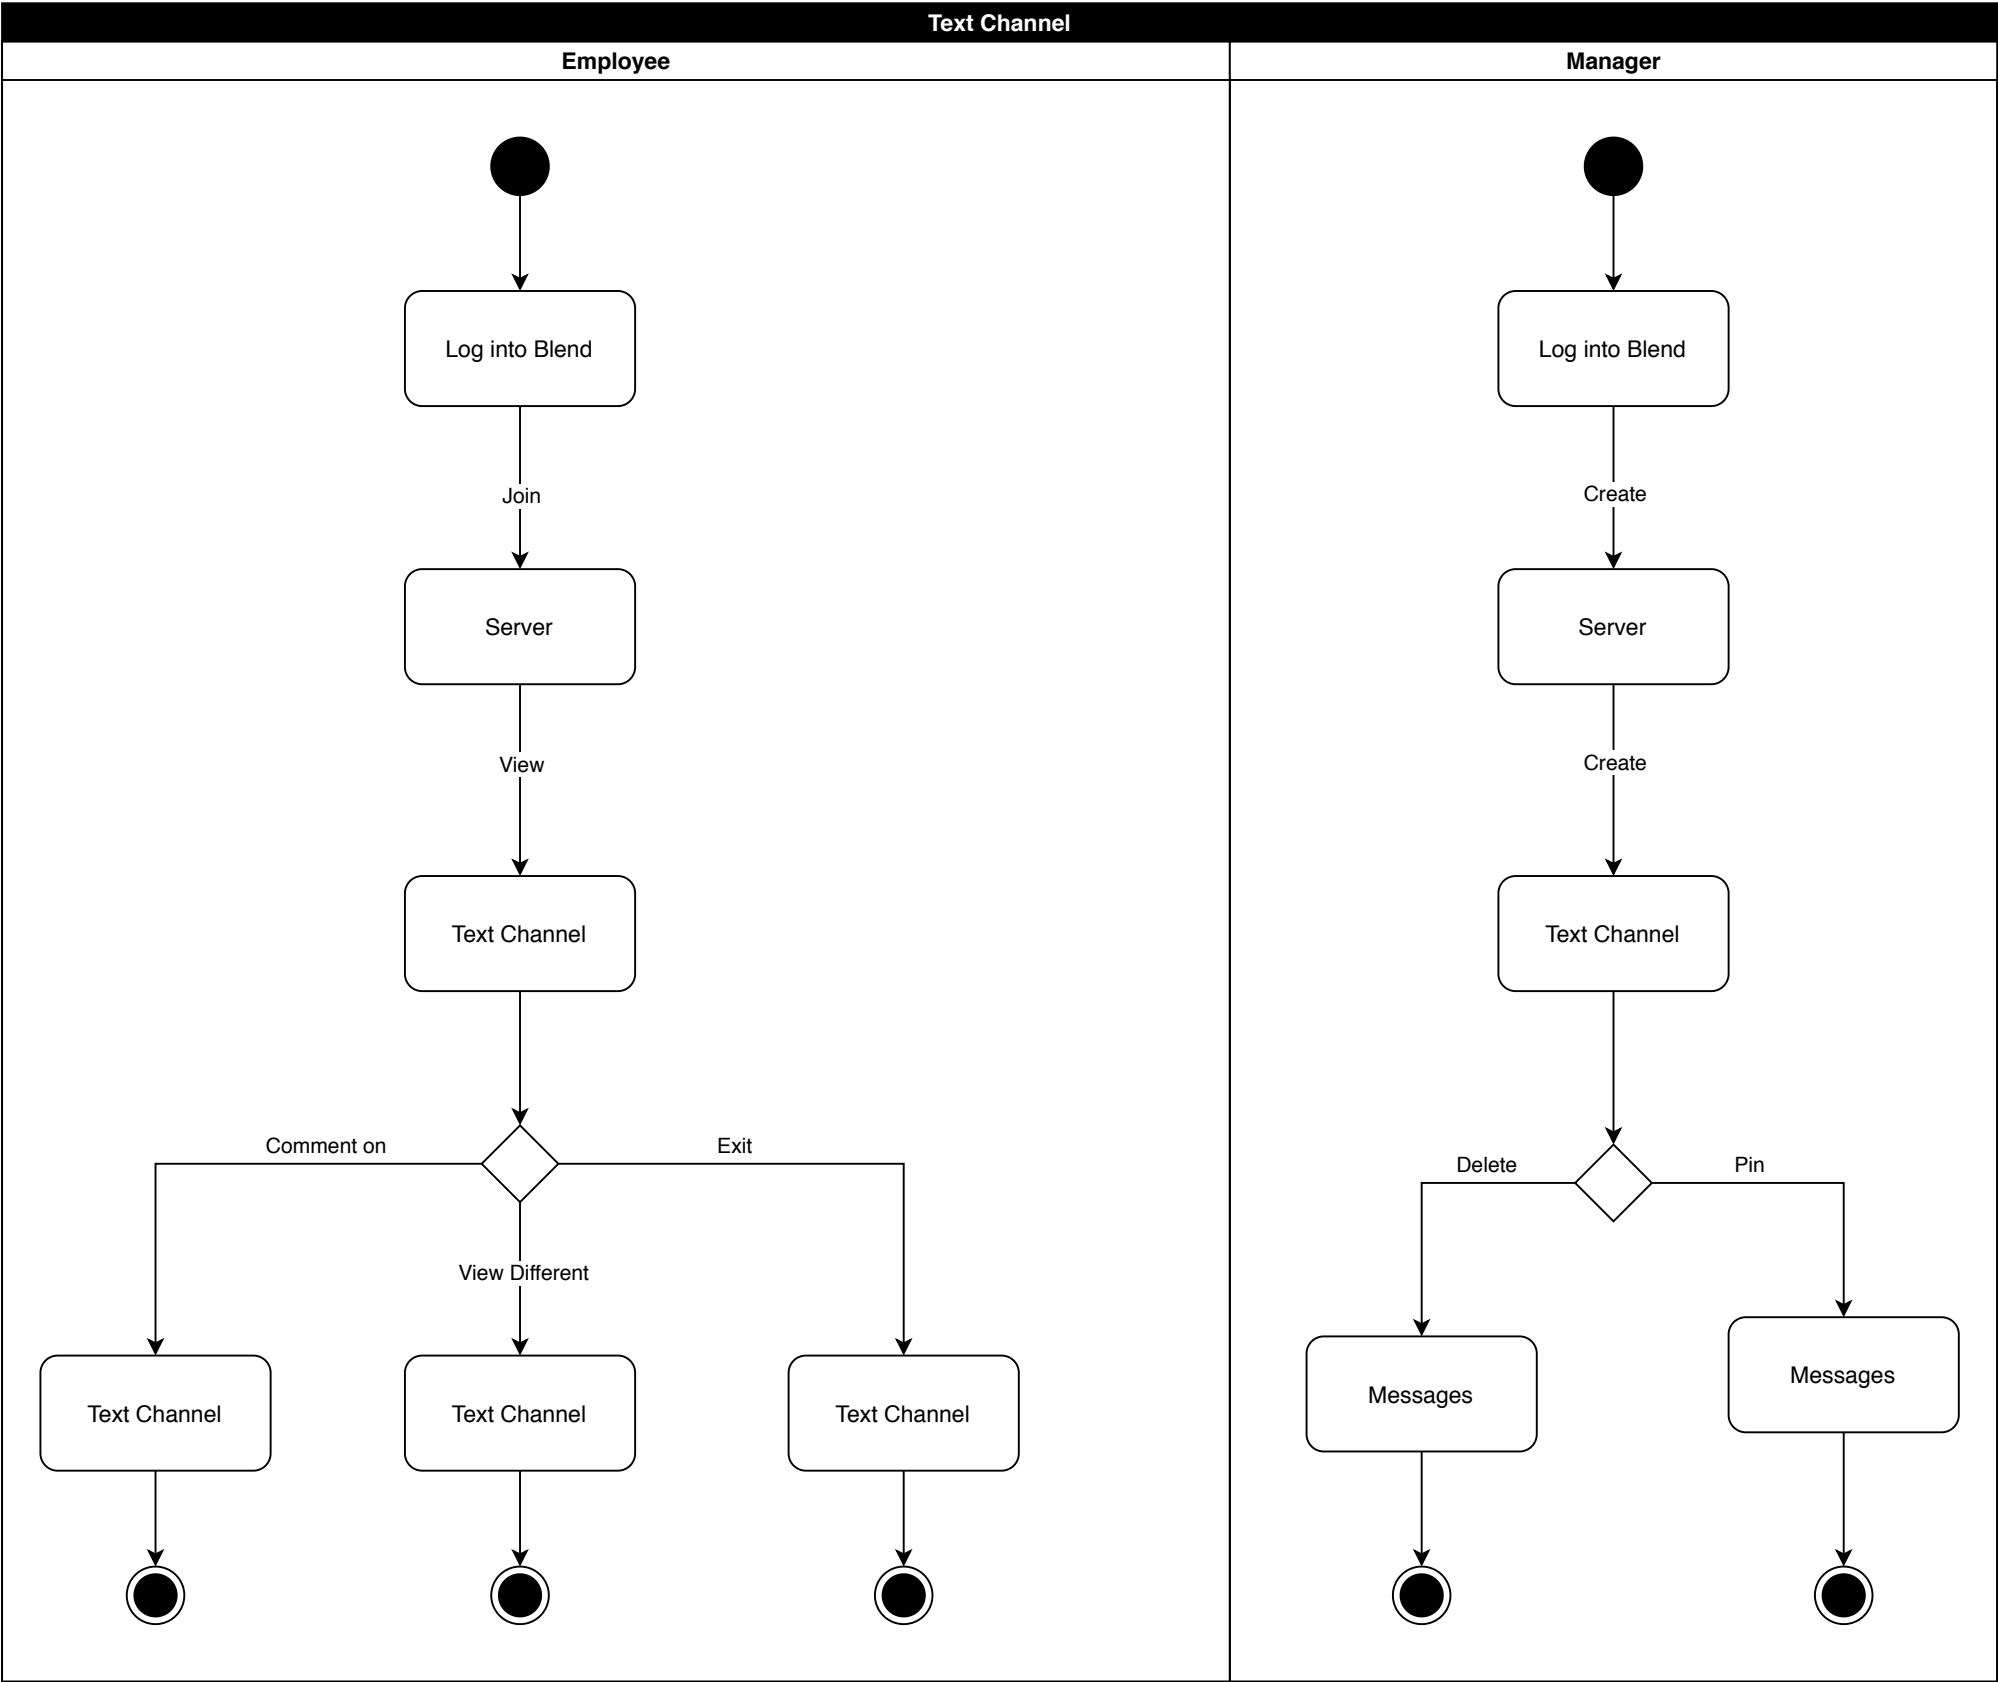 Text Channel
Employee
Manager
Log into Blend
Join
Server
View
Text Channel
Comment on
Exit
View Different
Text Channel
Text Channel
Text Channel
Log into Blend
Create
Server
Create
Text Channel
Delete
Pin
Messages
Messages